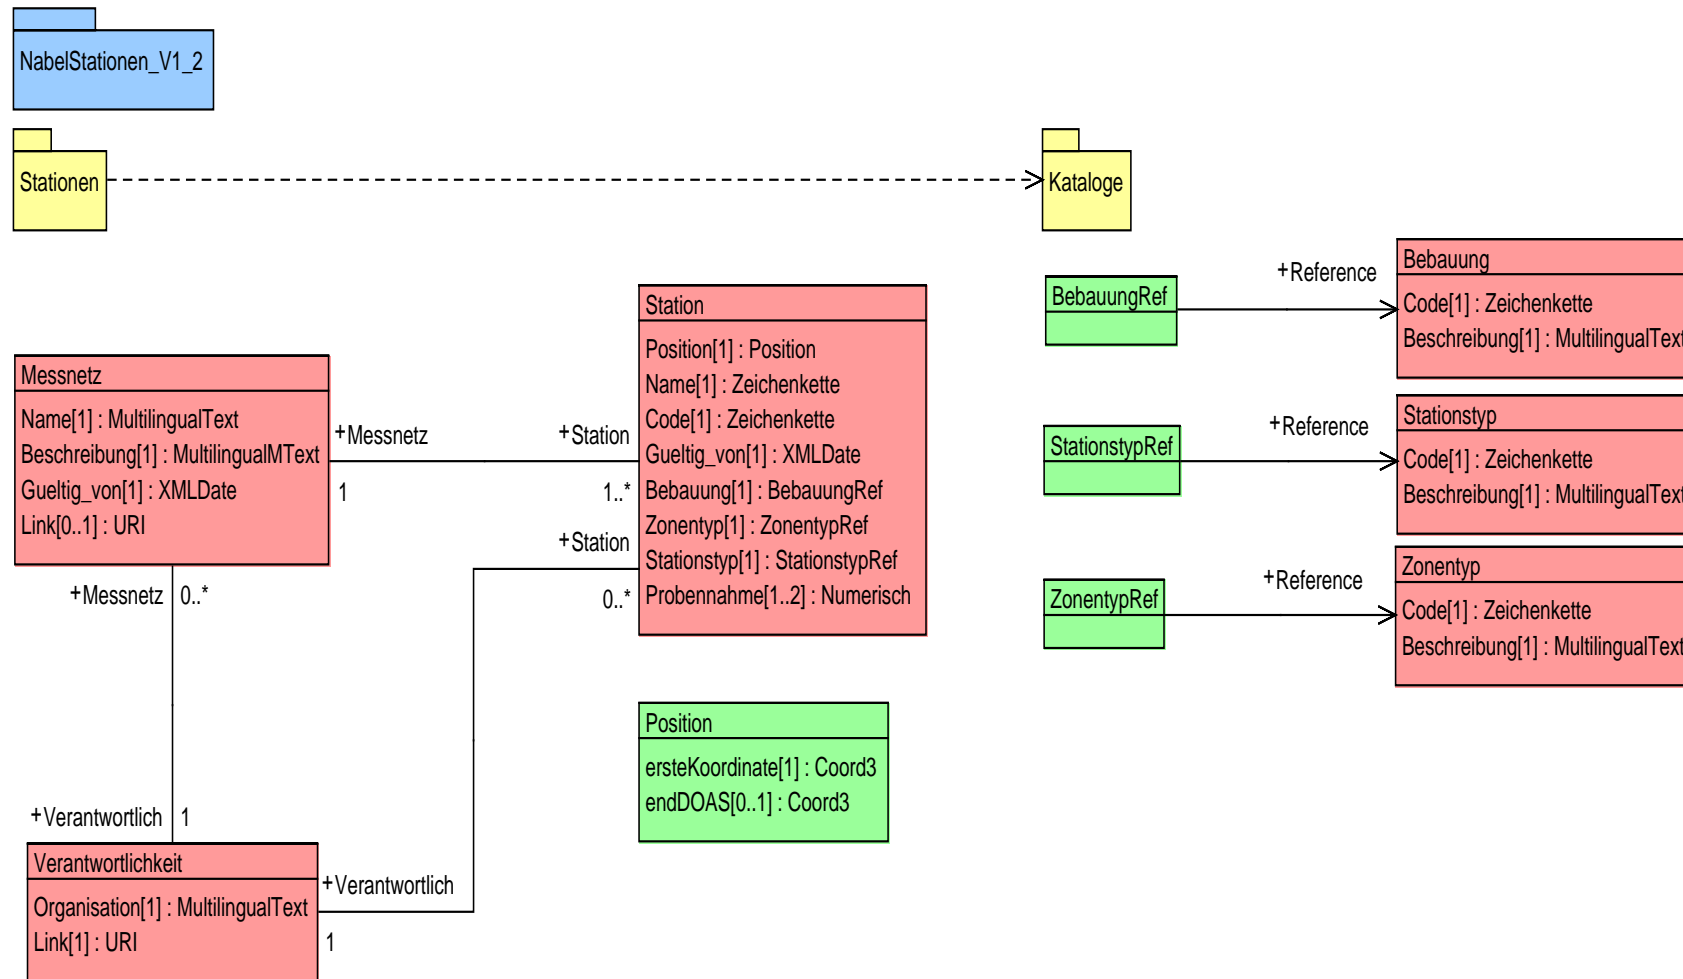 NabelStationen_V1_2
Stationen
Kataloge
Messnetz
Name[1] : MultilingualText
Beschreibung[1] : MultilingualMText
Gueltig_von[1] : XMLDate
Link[0..1] : URI
+Messnetz
1
+Station
1..*
+Station
0..*
Station
Position[1] : Position
Name[1] : Zeichenkette
Code[1] : Zeichenkette
Gueltig_von[1] : XMLDate
Bebauung[1] : BebauungRef
Zonentyp[1] : ZonentypRef
Stationstyp[1] : StationstypRef
Probennahme[1..2] : Numerisch
+Messnetz
0..*
+Verantwortlich
1
Verantwortlichkeit
Organisation[1] : MultilingualText
Link[1] : URI
+Verantwortlich
1
Position
ersteKoordinate[1] : Coord3
endDOAS[0..1] : Coord3
BebauungRef
+Reference
Bebauung
Code[1] : Zeichenkette
Beschreibung[1] : MultilingualText
StationstypRef
+Reference
Stationstyp
Code[1] : Zeichenkette
Beschreibung[1] : MultilingualText
ZonentypRef
+Reference
Zonentyp
Code[1] : Zeichenkette
Beschreibung[1] : MultilingualText